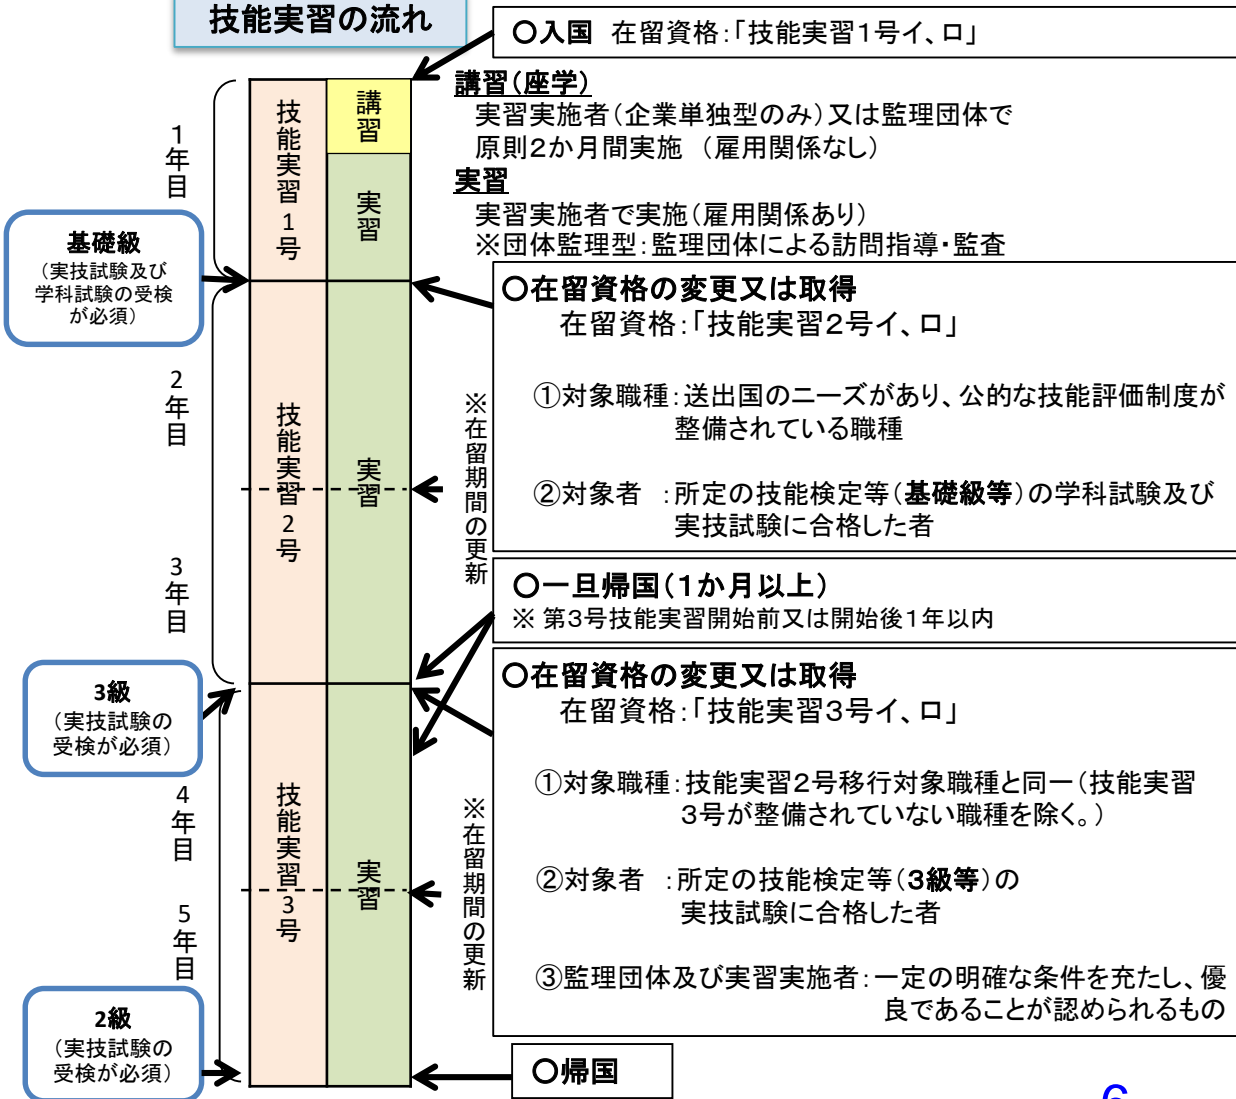 技能実習の流れ
○入国 在留資格:「技能実習1号イ、ロ」
講習(座学)
実習実施者(企業単独型のみ)又は監理団体で
原則2か月間実施 (雇用関係なし)
実習
実習実施者で実施(雇用関係あり)
※団体監理型:監理団体による訪問指導・監査
1年目
技能実習1号
講習
実習
基礎級
(実技試験及び
学科試験の受検
が必須)
○在留資格の変更又は取得
在留資格:「技能実習2号イ、ロ」
①対象職種:送出国のニーズがあり、公的な技能評価制度が
整備されている職種
②対象者 :所定の技能検定等(基礎級等)の学科試験及び
実技試験に合格した者
2年目
3年目
技能実習2号
実習
※在留期間の更新
○一旦帰国(1か月以上)
※ 第3号技能実習開始前又は開始後1年以内
3級
(実技試験の
受検が必須)
○在留資格の変更又は取得
在留資格:「技能実習3号イ、ロ」
①対象職種:技能実習2号移行対象職種と同一(技能実習
3号が整備されていない職種を除く。)
②対象者 :所定の技能検定等(3級等)の
実技試験に合格した者
③監理団体及び実習実施者:一定の明確な条件を充たし、優
良であることが認められるもの
4年目
5年目
技能実習3号
実習
※在留期間の更新
2級
(実技試験の
受検が必須)
○帰国
6